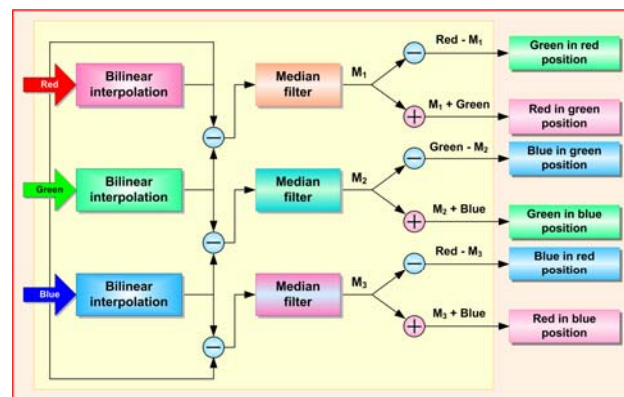 Red
Bilinear
interpolation
Median
filter
M1
Red - M1
Green in red
position
M1 + Green
Red in green
position
Green
Bilinear
interpolation
Median
filter
M2
Green - M2
Blue in green
position
M2 + Blue
Green in blue
position
Blue
Bilinear
interpolation
Median
filter
M3
Red - M3
Blue in red
position
M3 + Blue
Red in blue
position